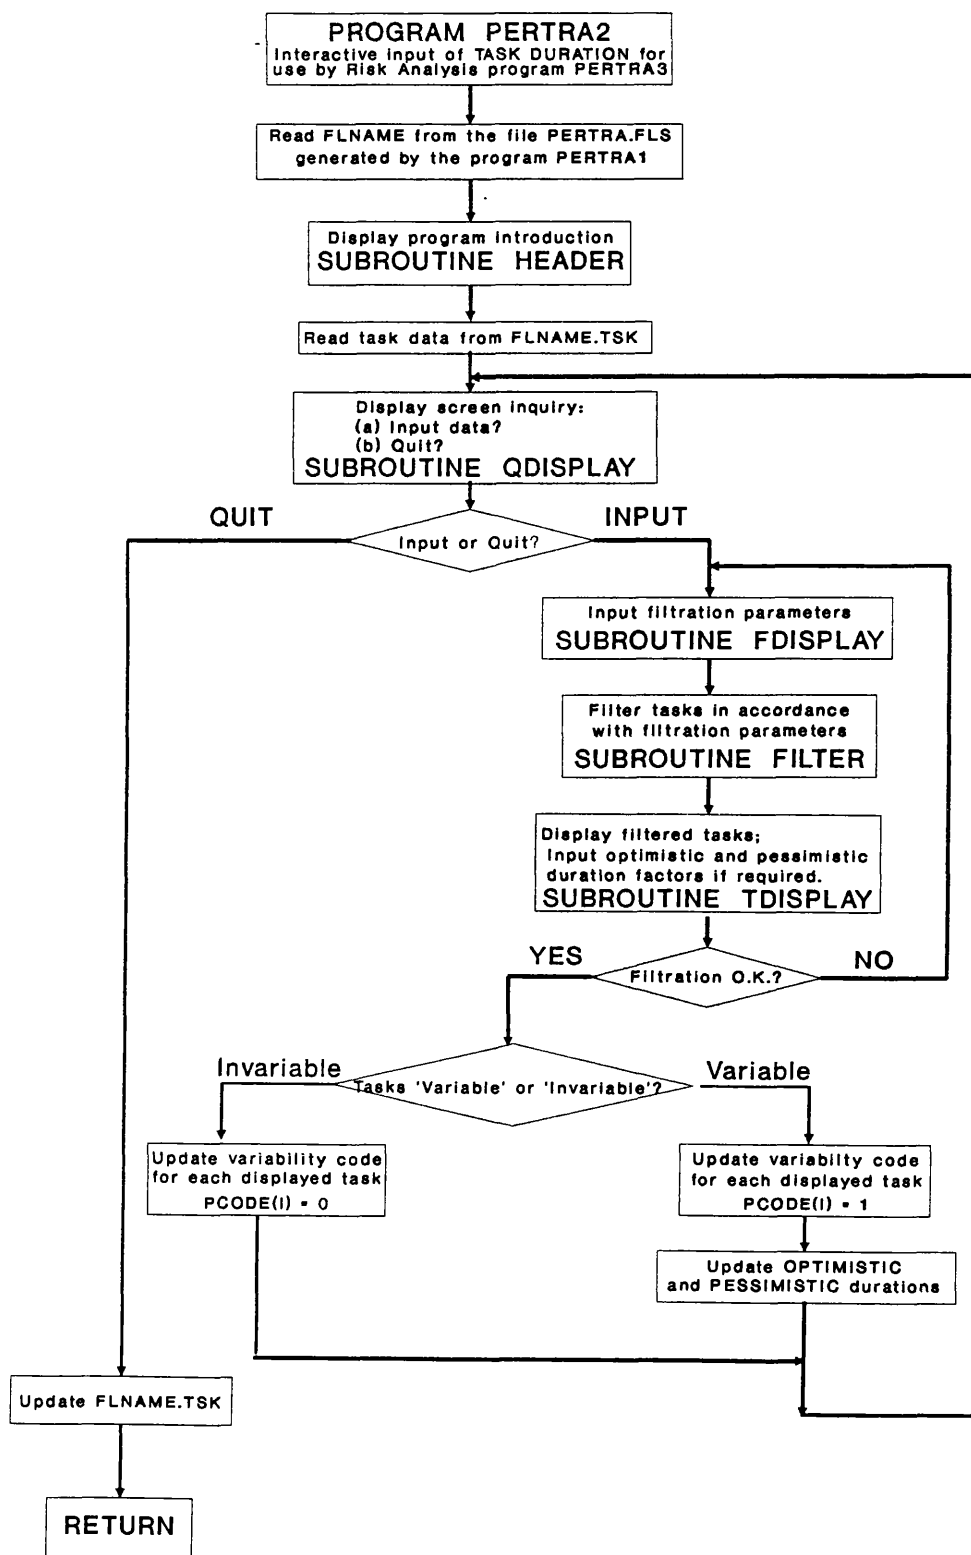 PROGRAM PERTRA2
Interactive input of TASK DURATION for
use by Risk Analysis program PERTRA3
Read FLNAME from the file PERTRA.FLS
generated by the program PERTRA1
Display program introduction
SUBROUTINE HEADER
Read task data from FLNAME.TSK
Display screen inquiry:
(a) Input data?
(b) Quit?
SUBROUTINE QDISPLAY
QUIT
INPUT
Input or Quit?
Input filtration parameters
SUBROUTINE FDISPLAY
Filter tasks in accordance
with filtration parameters
SUBROUTINE FILTER
Display filtered tasks;
Input optimistic and pessimistic
duration factors if required.
SUBROUTINE TDISPLAY
YES
NO
Filtration O.K.?
Invariable
Variable
Tasks 'Variable' or 'Invariable'?
Update variability code
for each displayed task
PCODE(I) = 0
Update variabilty code
for each displayed task
PCODE(I) = 1
Update OPTIMISTIC
and PESSIMISTIC durations
Update FLNAME.TSK
RETURN